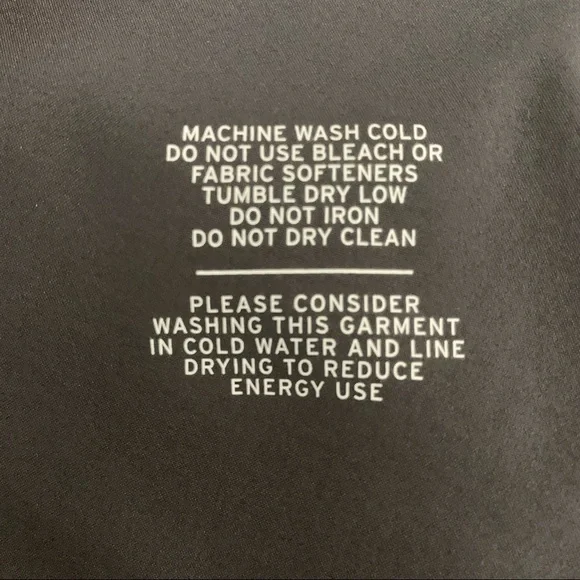 MACHINE WASH COLD
DO NOT USE BLEACH OR
FABRIC SOFTENERS
TUMBLE DRY LOW
DO NOT IRON
DO NOT DRY CLEAN
PLEASE CONSIDER
WASHING THIS GARMENT
IN COLD WATER AND LINE
DRYING TO REDUCE
ENERGY USE